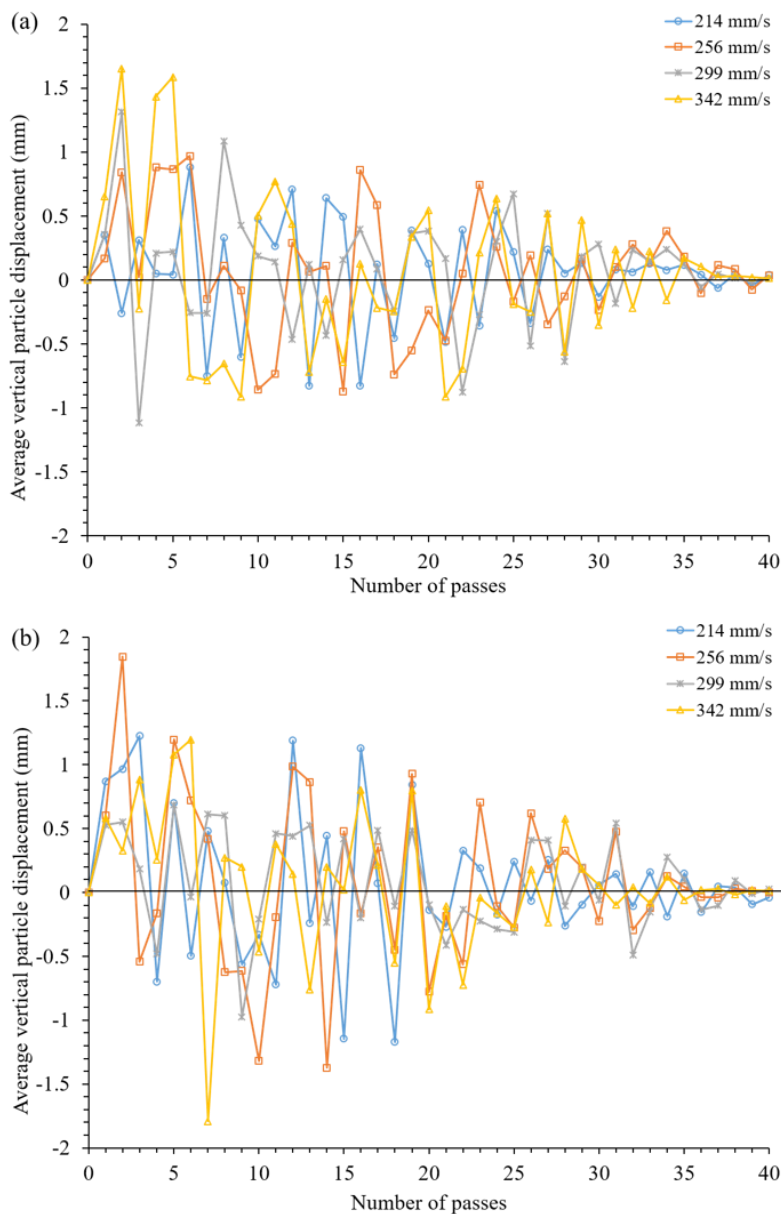 (a)
2
1.5
1
0.5
0
-0.5
-1
-1.5
-2
Average vertical particle displacement (mm)
214 mm/s
256 mm/s
299 mm/s
342 mm/s
0 5 10 15 20 25 30 35 40
Number of passes
(b)
2
1.5
1
0.5
0
-0.5
-1
-1.5
-2
Average vertical particle displacement (mm)
214 mm/s
256 mm/s
299 mm/s
342 mm/s
0 5 10 15 20 25 30 35 40
Number of passes